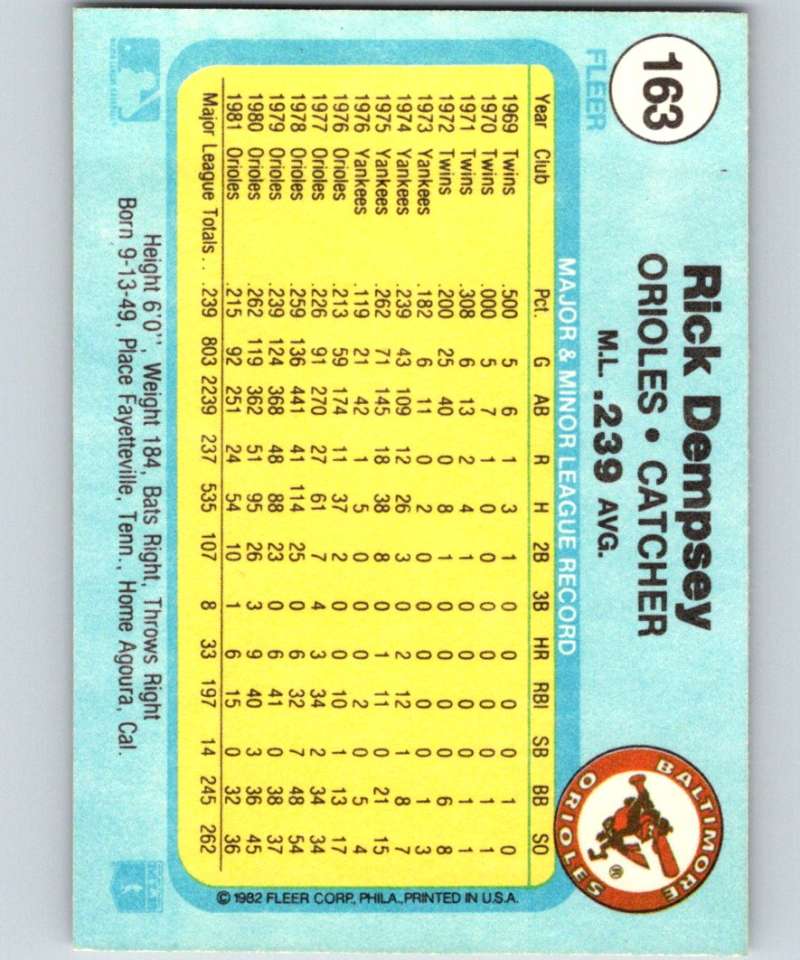 163
FLEER
Rick Dempsey
ORIOLES • CATCHER
M.L. .239 AVG.
BALTIMORE ORIOLES ®
MAJOR & MINOR LEAGUE RECORD
Year Club Pct. G AB R H 2B 3B HR RBI SB BB SO
1969 Twins .500 5 6 1 3 1 0 0 0 0 1 0
1970 Twins .000 5 7 1 0 0 0 0 0 0 1 1
1971 Twins .308 6 13 2 4 1 0 0 0 0 1 1
1972 Twins .200 25 40 0 8 1 0 0 0 0 6 8
1973 Yankees .182 6 11 0 2 0 0 0 0 0 1 3
1974 Yankees .239 43 109 12 26 3 0 2 12 1 8 7
1975 Yankees .262 71 145 18 38 8 0 1 11 0 21 15
1976 Yankees .119 21 42 1 5 0 0 0 2 0 5 4
1976 Orioles .213 59 174 11 37 2 0 0 10 1 13 17
1977 Orioles .226 91 270 27 61 7 4 3 34 2 34 34
1978 Orioles .259 136 441 41 114 25 0 6 32 7 48 54
1979 Orioles .239 124 368 48 88 23 0 6 41 0 38 37
1980 Orioles .262 119 362 51 95 26 3 9 40 3 36 45
1981 Orioles .215 92 251 24 54 10 1 6 15 0 32 36
Major League Totals . . .239 803 2239 237 535 107 8 33 197 14 245 262
© 1982 FLEER CORP., PHILA., PRINTED IN U.S.A.
Height 6'0'', Weight 184, Bats Right, Throws Right
Born 9-13-49, Place Fayetteville, Tenn., Home Agoura, Cal.